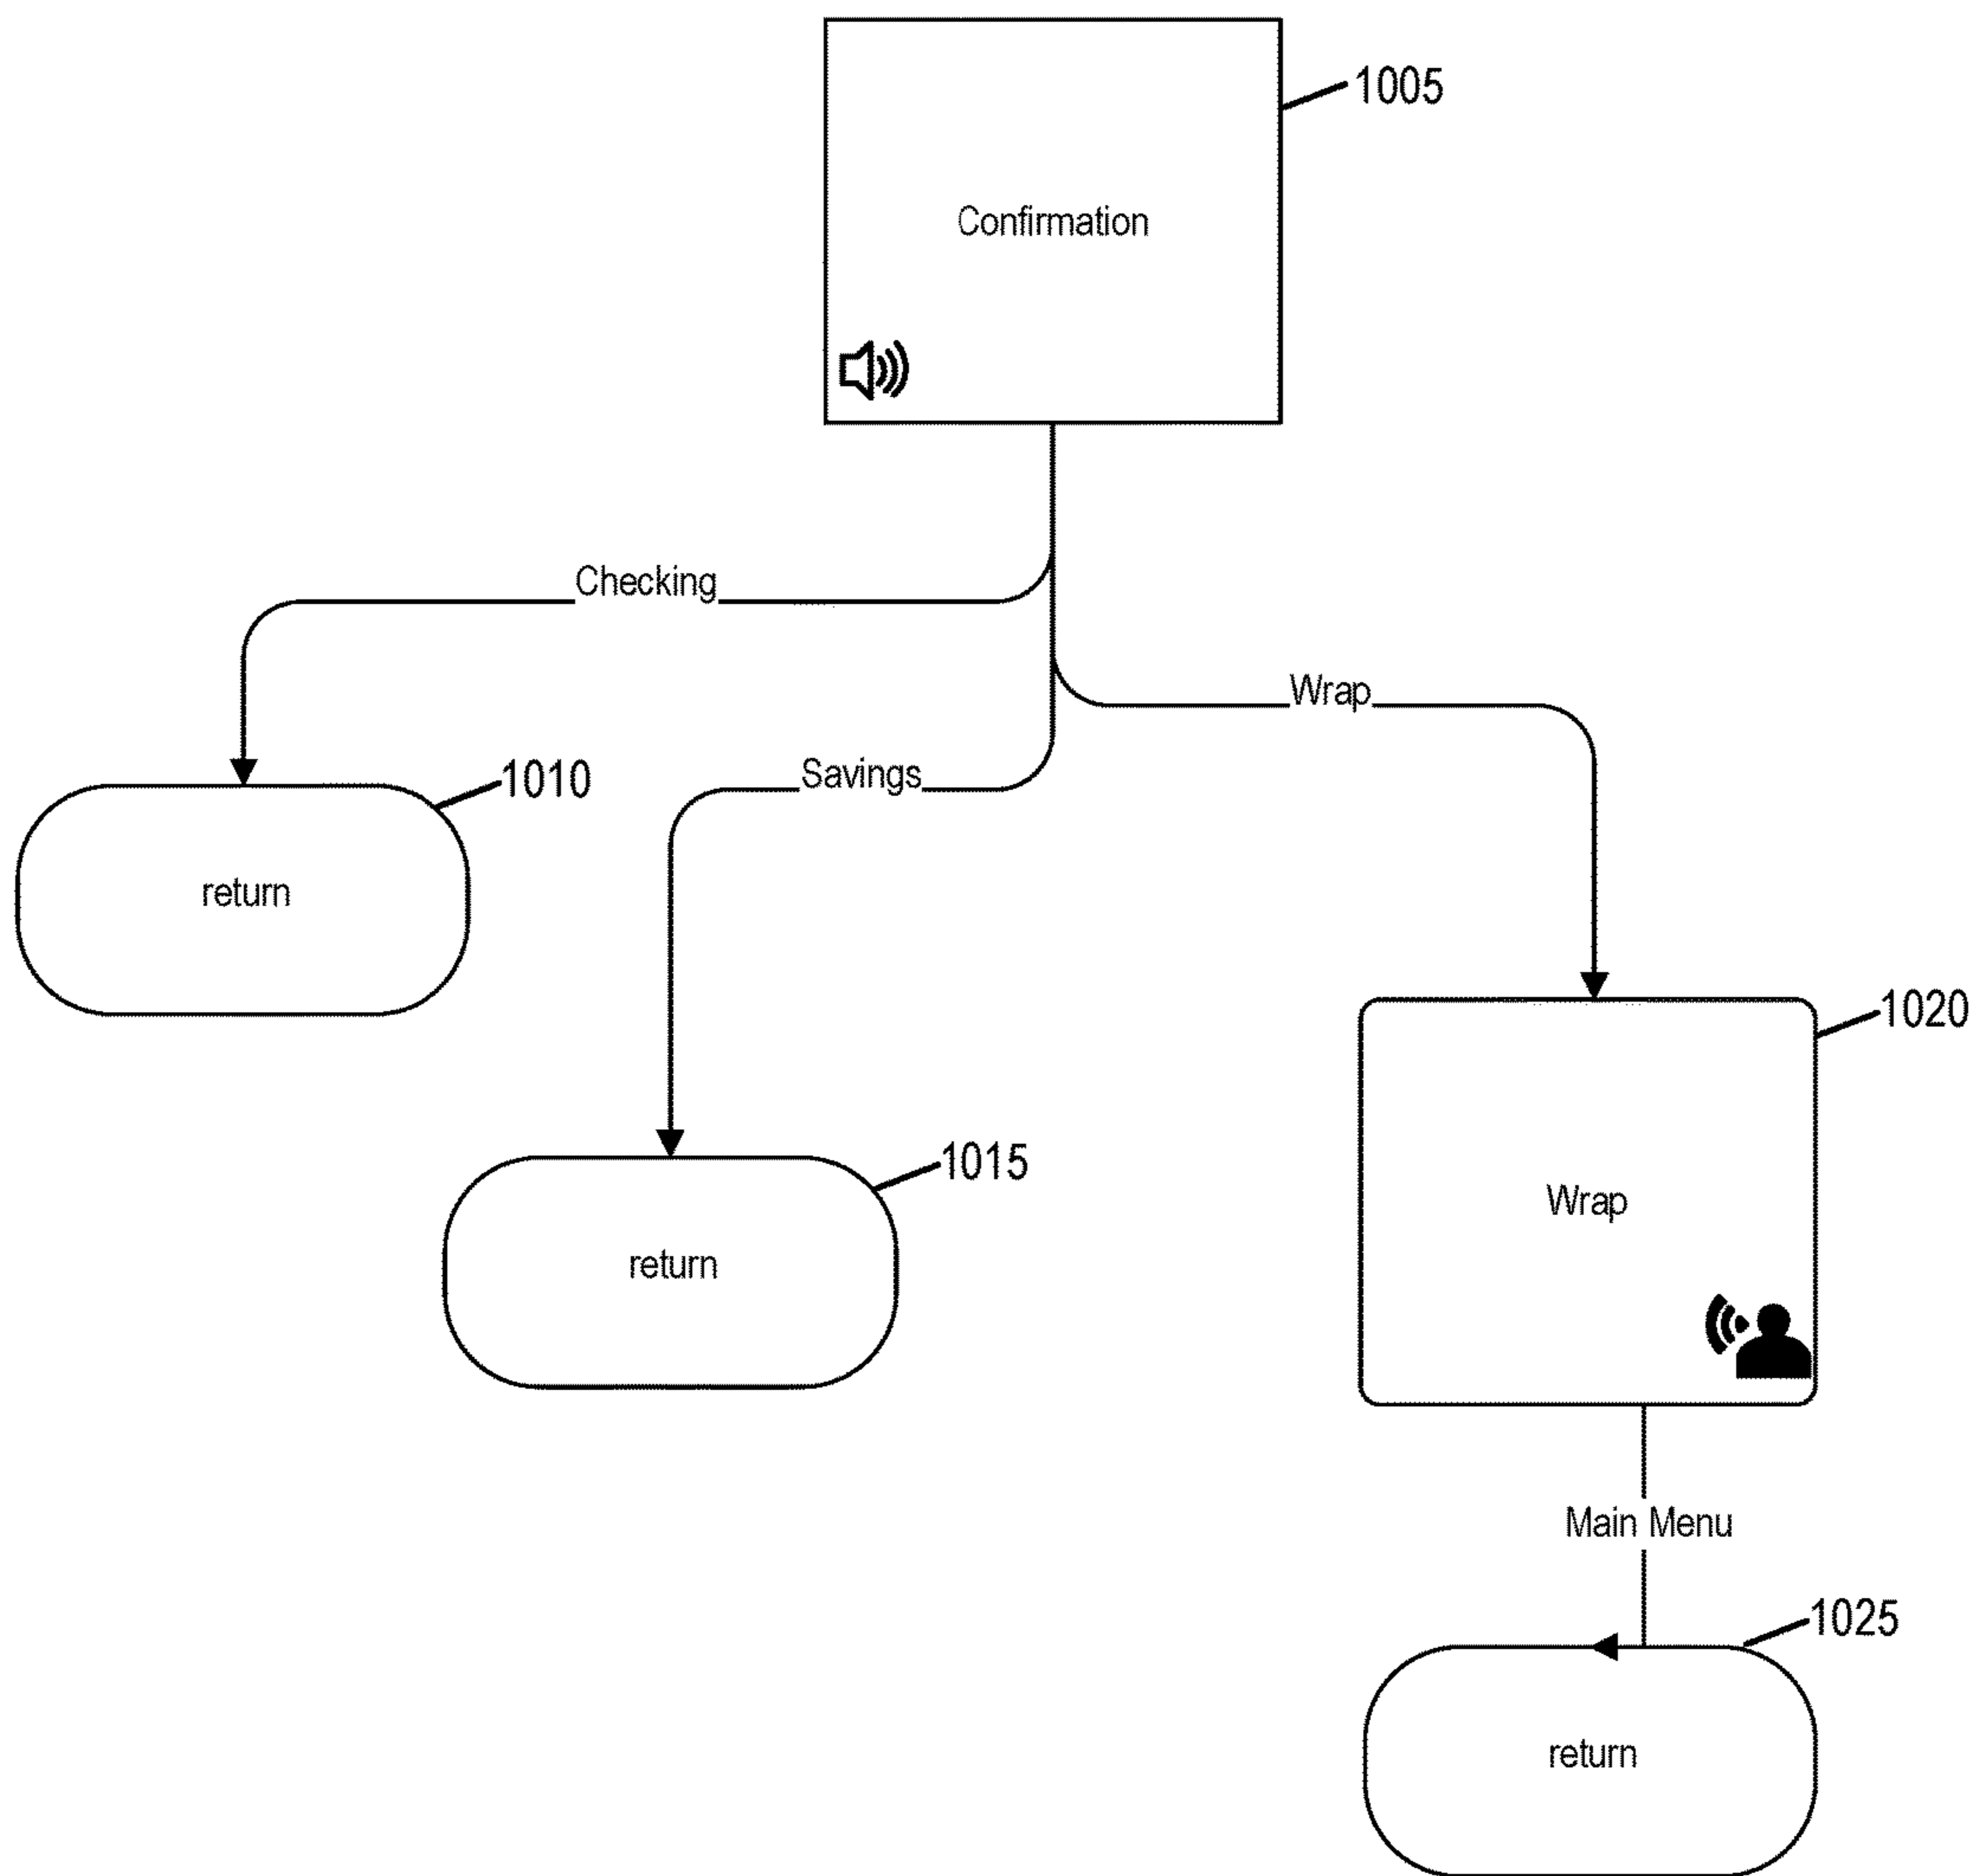 1005
Confirmation
Checking
Wrap
Savings
1010
return
1020
1015
Wrap
return
Main Menu
1025
return